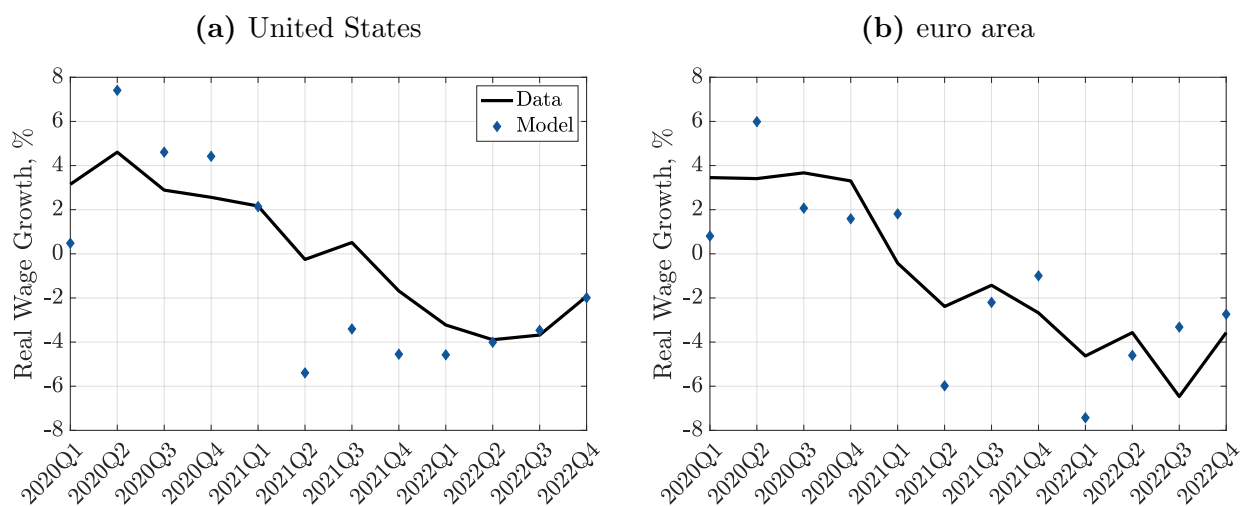 (a) United States
Real Wage Growth, %
8
6
4
2
0
-2
-4
-6
-8
Data
Model
2020Q1
2020Q2
2020Q3
2020Q4
2021Q1
2021Q2
2021Q3
2021Q4
2022Q1
2022Q2
2022Q3
2022Q4
(b) euro area
Real Wage Growth, %
8
6
4
2
0
-2
-4
-6
-8
2020Q1
2020Q2
2020Q3
2020Q4
2021Q1
2021Q2
2021Q3
2021Q4
2022Q1
2022Q2
2022Q3
2022Q4